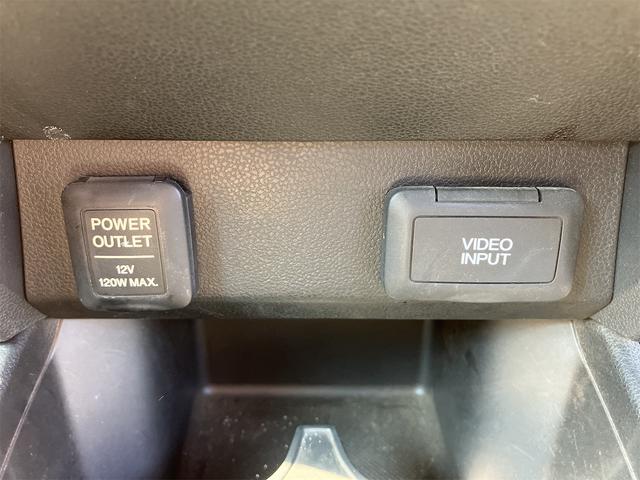 POWER
OUTLET
12V
120W MAX.
VIDEO
INPUT